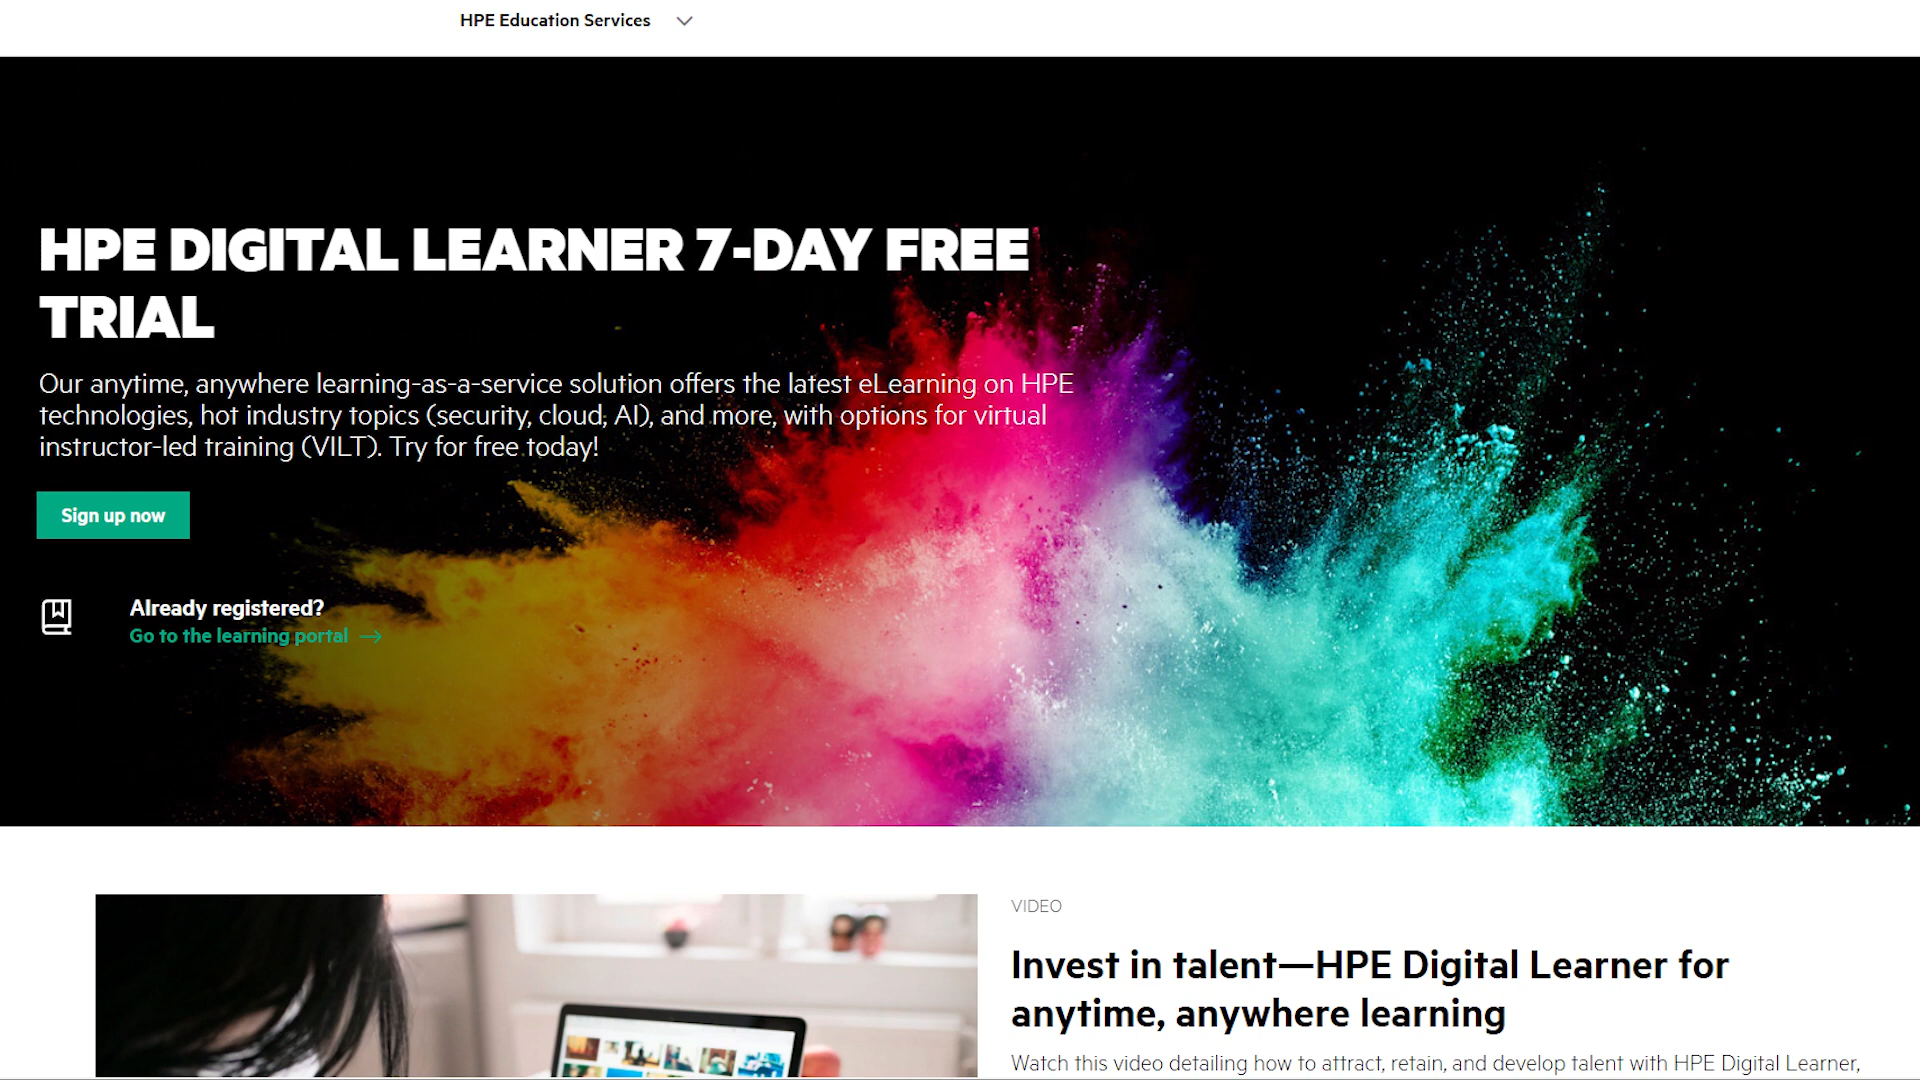 HPE Education Services
HPE DIGITAL LEARNER 7-DAY FREE
TRIAL
Our anytime, anywhere learning-as-a-service solution offers the latest eLearning on HPE
technologies, hot industry topics (security, cloud, AI), and more, with options for virtual
instructor-led training (VILT). Try for free today!
Sign up now
Already registered?
Go to the learning portal
VIDEO
Invest in talent—HPE Digital Learner for
anytime, anywhere learning
Watch this video detailing how to attract, retain, and develop talent with HPE Digital Learner,